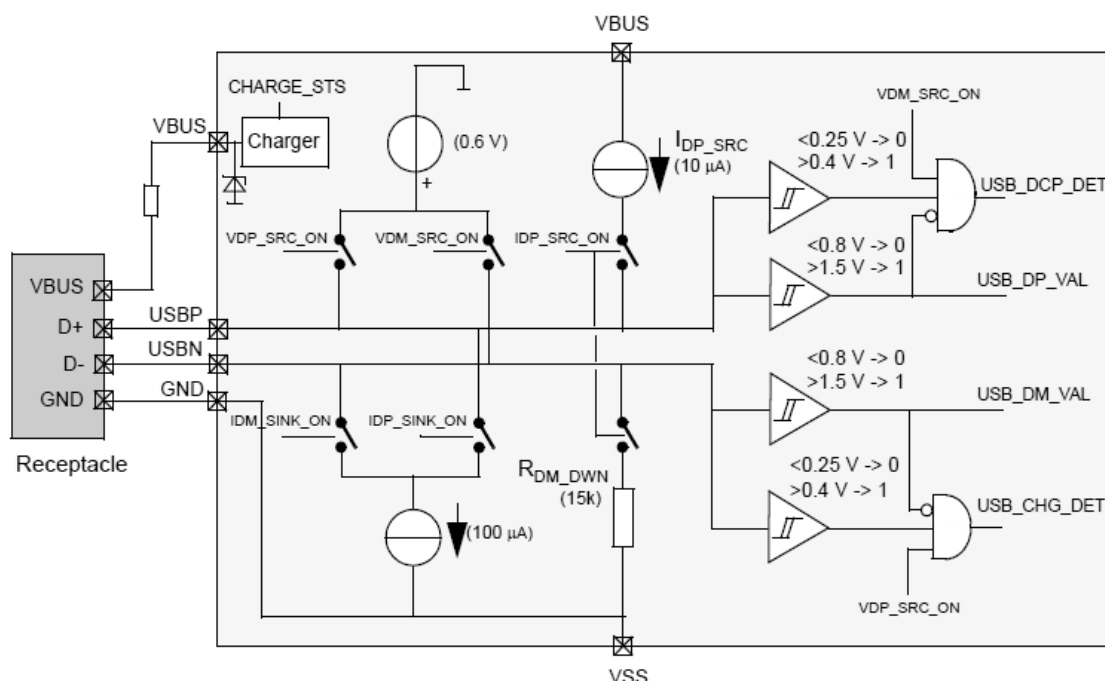 VBUS
CHARGE_STS
VBUS
Charger
(0.6 V)
+
I_DP_SRC
(10 µA)
VDM_SRC_ON
<0.25 V -> 0
>0.4 V -> 1
USB_DCP_DET
VDP_SRC_ON
VDM_SRC_ON
IDP_SRC_ON
<0.8 V -> 0
>1.5 V -> 1
USB_DP_VAL
VBUS
D+
USBP
D-
USBN
GND
GND
Receptacle
IDM_SINK_ON
IDP_SINK_ON
<0.8 V -> 0
>1.5 V -> 1
USB_DM_VAL
R_DM_DWN
(15k)
(100 µA)
<0.25 V -> 0
>0.4 V -> 1
USB_CHG_DET
VDP_SRC_ON
VSS